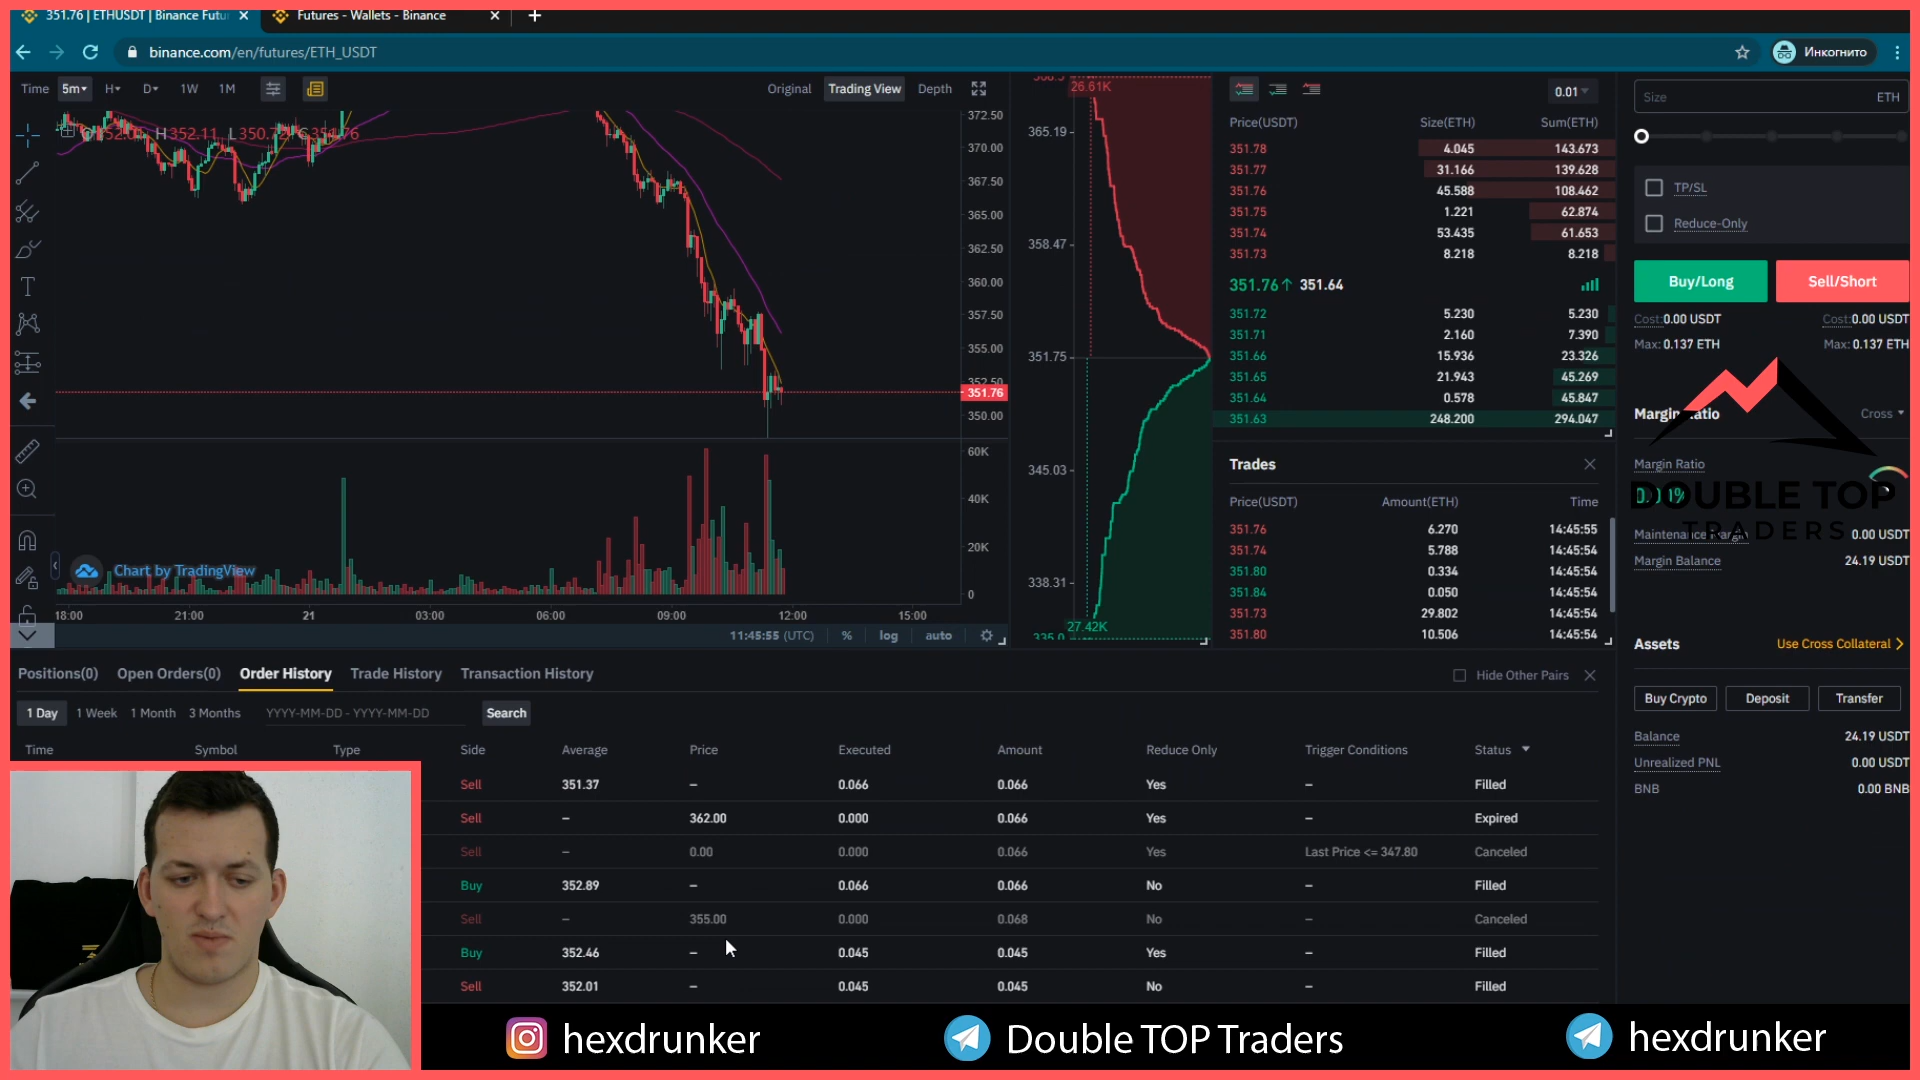 351.76 | ETHUSDT | Binance Futu
Futures - Wallets - Binance
binance.com/en/futures/ETH_USDT
Инкогнито
Time 5m H D 1W 1M
Original Trading View Depth
H352.11
372.50
370.00
367.50
365.00
362.50
360.00
357.50
355.00
352.50
351.76
350.00
60K
40K
20K
0
Chart by TradingView
18:00 21:00 21 03:00 06:00 09:00 12:00 15:00
11:45:55 (UTC) % log auto
26.61K
365.19
358.47
351.75
345.03
338.31
27.42K
0.01
Price(USDT) Size(ETH) Sum(ETH)
351.78 4.045 143.673
351.77 31.166 139.628
351.76 45.588 108.462
351.75 1.221 62.874
351.74 53.435 61.653
351.73 8.218 8.218
351.76↑ 351.64
351.72 5.230 5.230
351.71 2.160 7.390
351.66 15.936 23.326
351.65 21.943 45.269
351.64 0.578 45.847
351.63 248.200 294.047
Trades
Price(USDT) Amount(ETH) Time
351.76 6.270 14:45:55
351.74 5.788 14:45:54
351.80 0.334 14:45:54
351.84 0.050 14:45:54
351.73 29.802 14:45:54
351.80 10.506 14:45:54
Size ETH
TP/SL
Reduce-Only
Buy/Long Sell/Short
Cost:0.00 USDT Cost:0.00 USDT
Max: 0.137 ETH Max: 0.137 ETH
Cross
Margin Ratio
DOUBLE TOP
TRADERS
0.00 USDT
Margin Balance 24.19 USDT
Assets Use Cross Collateral
Buy Crypto Deposit Transfer
Balance 24.19 USDT
Unrealized PNL 0.00 USDT
BNB 0.00 BNB
Positions(0) Open Orders(0) Order History Trade History Transaction History
Hide Other Pairs
1 Day 1 Week 1 Month 3 Months YYYY-MM-DD - YYYY-MM-DD Search
Time Symbol Type Side Average Price Executed Amount Reduce Only Trigger Conditions Status
Sell 351.37 – 0.066 0.066 Yes – Filled
Sell – 362.00 0.000 0.066 Yes – Expired
Sell – 0.00 0.000 0.066 Yes Last Price <= 347.80 Canceled
Buy 352.89 – 0.066 0.066 No – Filled
Sell – 355.00 0.000 0.068 No – Canceled
Buy 352.46 – 0.045 0.045 Yes – Filled
Sell 352.01 – 0.045 0.045 No – Filled
hexdrunker
Double TOP Traders
hexdrunker